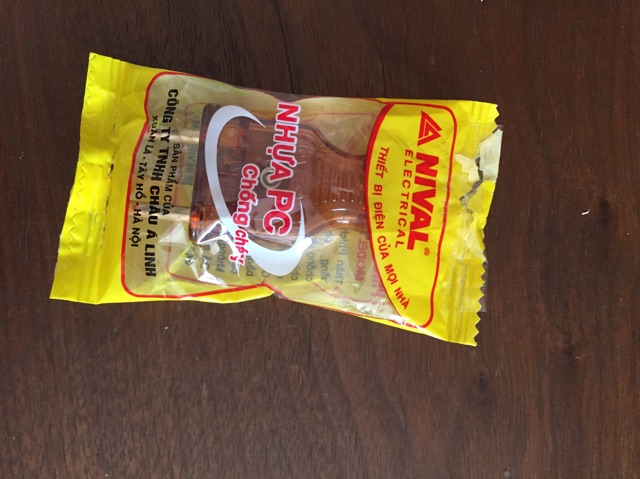 NIVAL®
ELECTRICAL
THIẾT BỊ ĐIỆN CỦA MỌI NHÀ
NHỰA PC
Chống cháy
SẢN PHẨM CỦA
CÔNG TY TNHH CHÂU Á LINH
XUÂN LA - TÂY HỒ - HÀ NỘI